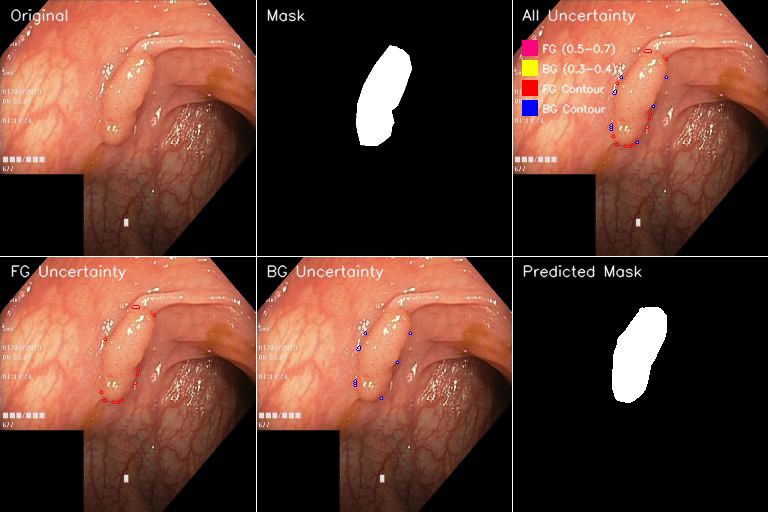 Original
Mask
All Uncertainty
FG (0.5-0.7)
BG (0.3-0.4)
FG Contour
BG Contour
FG Uncertainty
BG Uncertainty
Predicted Mask